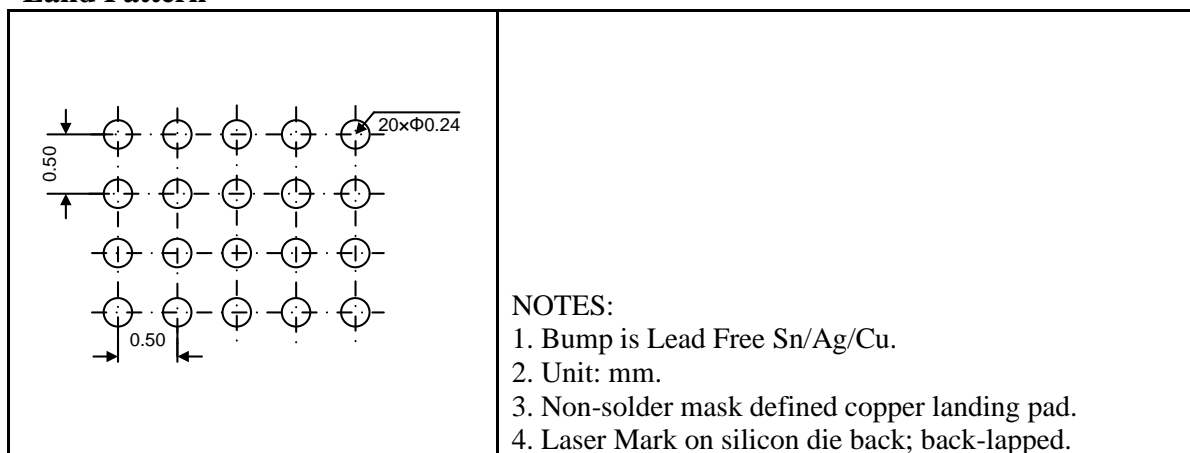 Land Pattern
20×Φ0.24
0.50
0.50
NOTES:
1. Bump is Lead Free Sn/Ag/Cu.
2. Unit: mm.
3. Non-solder mask defined copper landing pad.
4. Laser Mark on silicon die back; back-lapped.